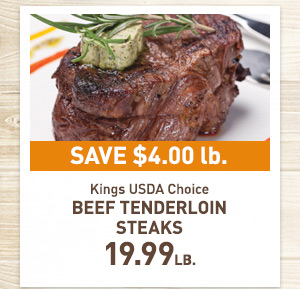 SAVE $4.00 lb.
Kings USDA Choice
BEEF TENDERLOIN
STEAKS
19.99LB.